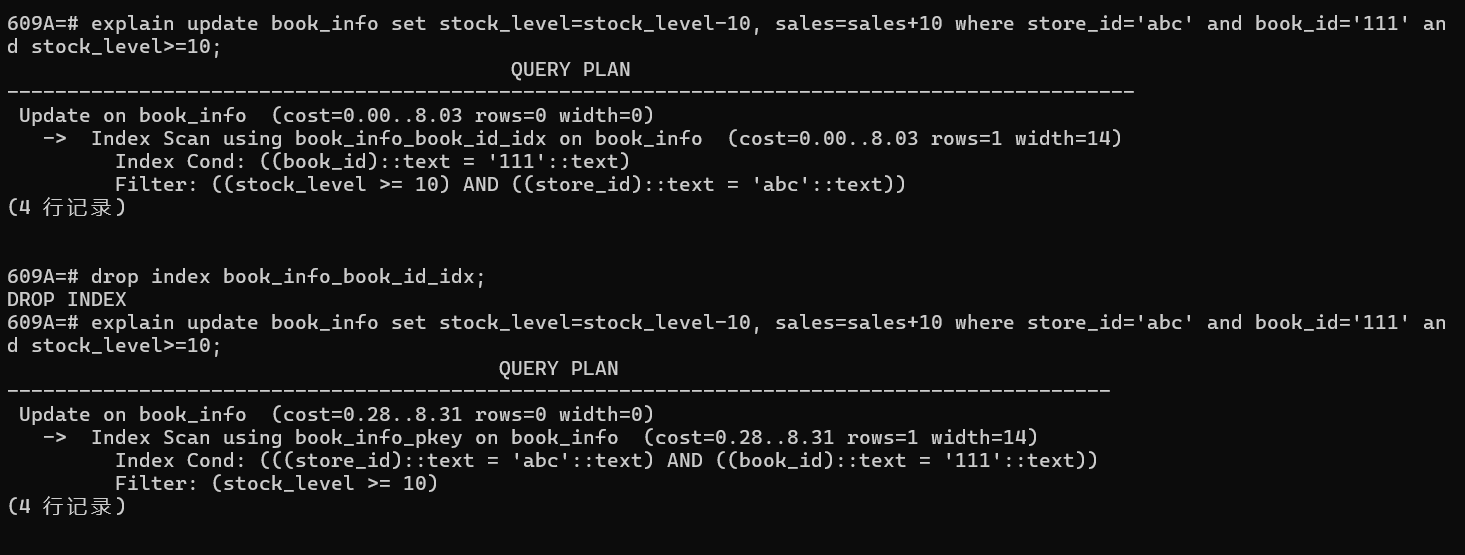 609A=# explain update book_info set stock_level=stock_level-10, sales=sales+10 where store_id='abc' and book_id='111' an
d stock_level>=10;
                                          QUERY PLAN
----------------------------------------------------------------------------------------------
 Update on book_info  (cost=0.00..8.03 rows=0 width=0)
   ->  Index Scan using book_info_book_id_idx on book_info  (cost=0.00..8.03 rows=1 width=14)
         Index Cond: ((book_id)::text = '111'::text)
         Filter: ((stock_level >= 10) AND ((store_id)::text = 'abc'::text))
(4 行记录)
609A=# drop index book_info_book_id_idx;
DROP INDEX
609A=# explain update book_info set stock_level=stock_level-10, sales=sales+10 where store_id='abc' and book_id='111' an
d stock_level>=10;
                                         QUERY PLAN
--------------------------------------------------------------------------------------------
 Update on book_info  (cost=0.28..8.31 rows=0 width=0)
   ->  Index Scan using book_info_pkey on book_info  (cost=0.28..8.31 rows=1 width=14)
         Index Cond: (((store_id)::text = 'abc'::text) AND ((book_id)::text = '111'::text))
         Filter: (stock_level >= 10)
(4 行记录)